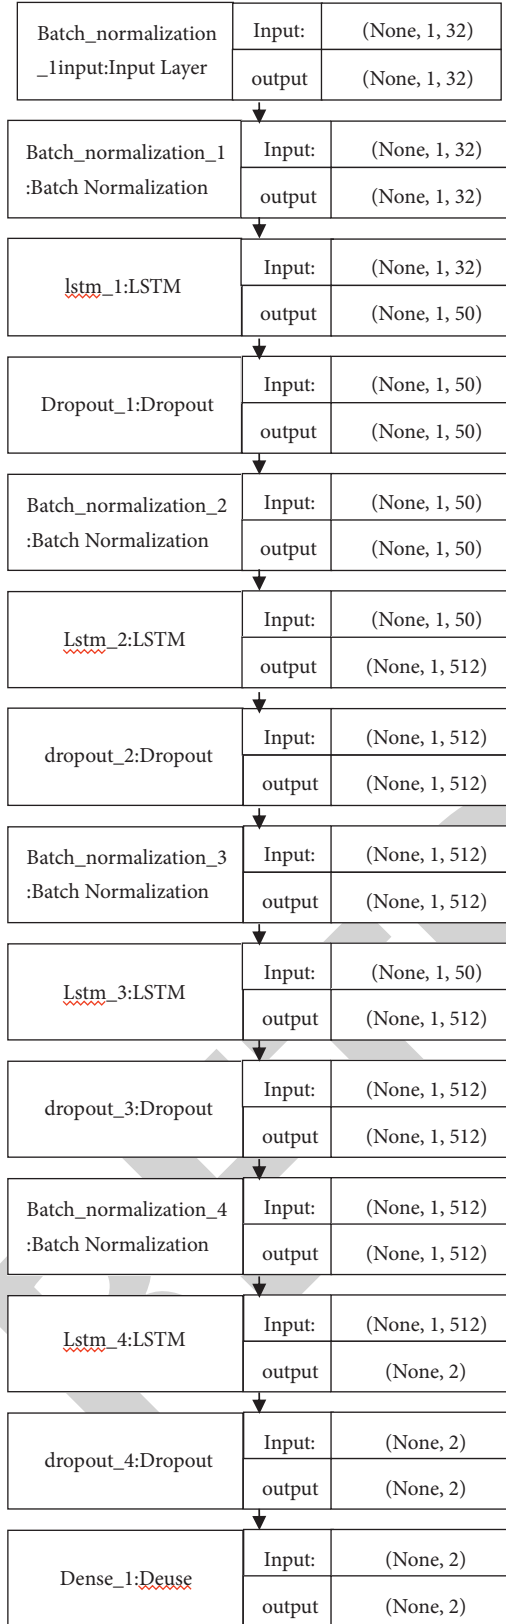 Batch_normalization
_1input:Input Layer
Input:
(None, 1, 32)
output
(None, 1, 32)
Batch_normalization_1
:Batch Normalization
Input:
(None, 1, 32)
output
(None, 1, 32)
lstm_1:LSTM
Input:
(None, 1, 32)
output
(None, 1, 50)
Dropout_1:Dropout
Input:
(None, 1, 50)
output
(None, 1, 50)
Batch_normalization_2
:Batch Normalization
Input:
(None, 1, 50)
output
(None, 1, 50)
Lstm_2:LSTM
Input:
(None, 1, 50)
output
(None, 1, 512)
dropout_2:Dropout
Input:
(None, 1, 512)
output
(None, 1, 512)
Batch_normalization_3
:Batch Normalization
Input:
(None, 1, 512)
output
(None, 1, 512)
Lstm_3:LSTM
Input:
(None, 1, 50)
output
(None, 1, 512)
dropout_3:Dropout
Input:
(None, 1, 512)
output
(None, 1, 512)
Batch_normalization_4
:Batch Normalization
Input:
(None, 1, 512)
output
(None, 1, 512)
Lstm_4:LSTM
Input:
(None, 1, 512)
output
(None, 2)
dropout_4:Dropout
Input:
(None, 2)
output
(None, 2)
Dense_1:Deuse
Input:
(None, 2)
output
(None, 2)